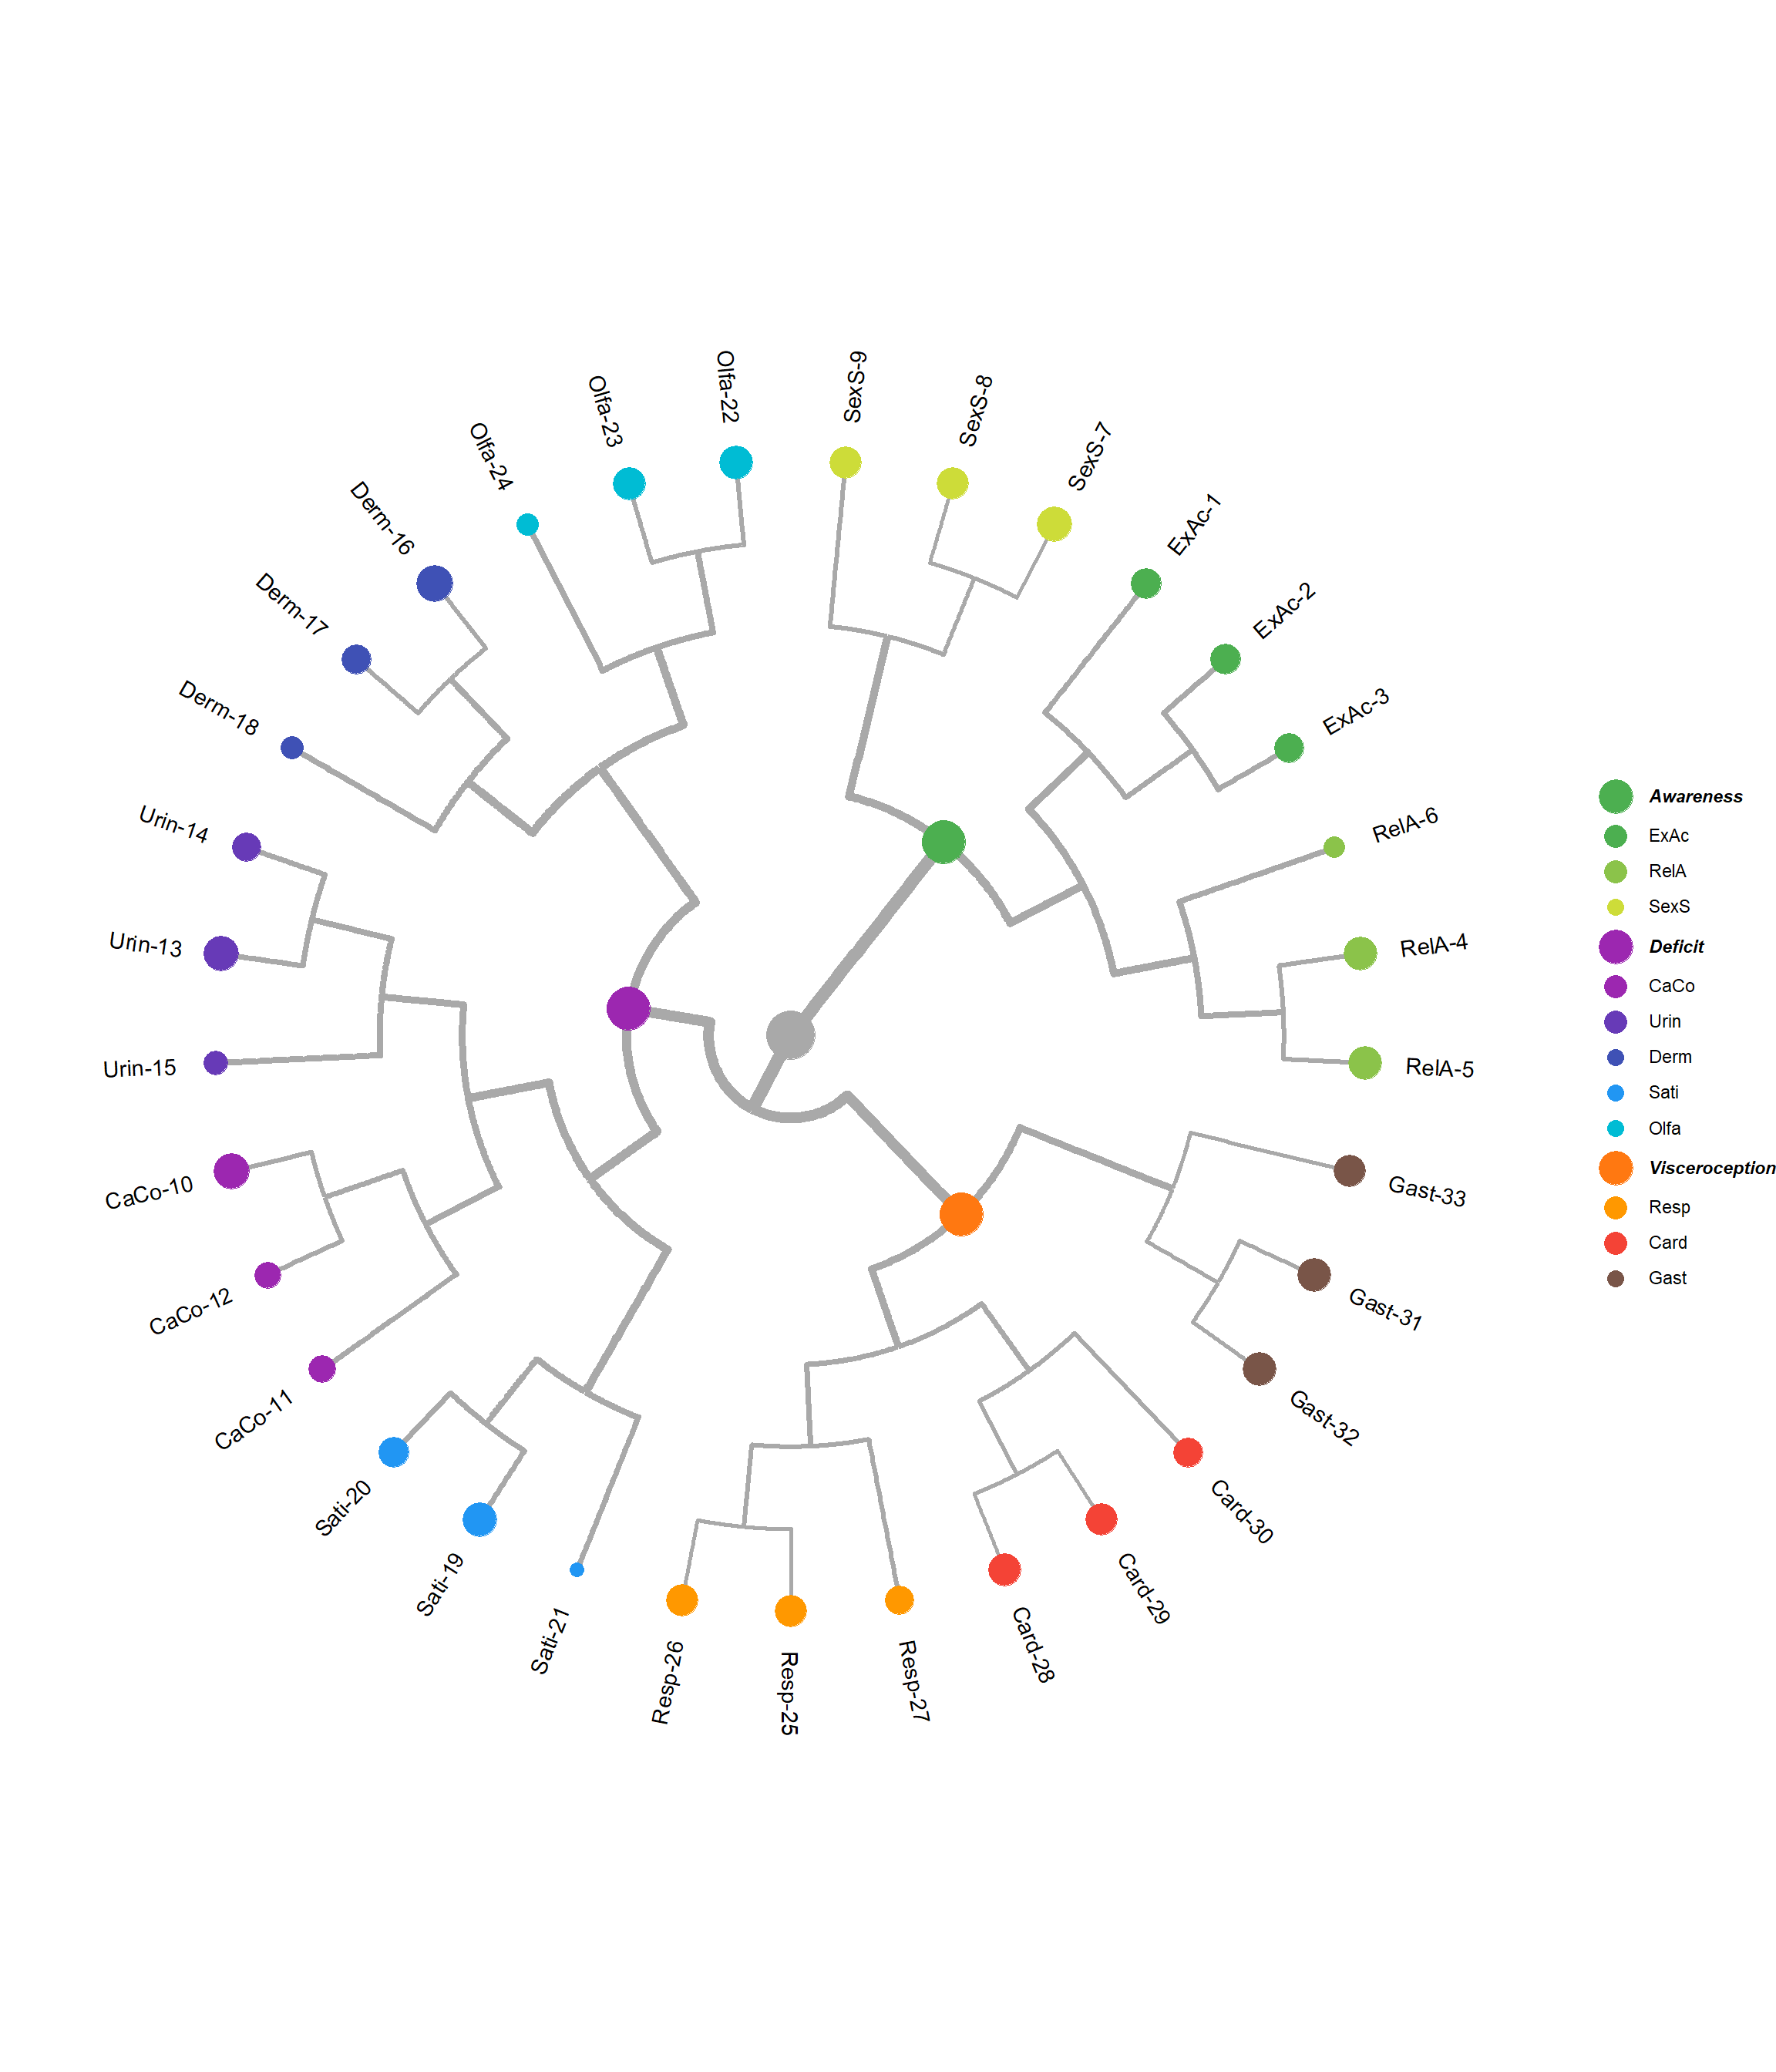 Olfa-22
SexS-9
SexS-8
SexS-7
ExAc-1
ExAc-2
ExAc-3
RelA-6
RelA-4
RelA-5
Gast-33
Gast-31
Gast-32
Card-30
Card-29
Card-28
Resp-27
Resp-25
Resp-26
Sati-21
Sati-19
Sati-20
CaCo-11
CaCo-12
CaCo-10
Urin-15
Urin-13
Urin-14
Derm-18
Derm-17
Derm-16
Olfa-24
Olfa-23
Awareness
ExAc
RelA
SexS
Deficit
CaCo
Urin
Derm
Sati
Olfa
Visceroception
Resp
Card
Gast